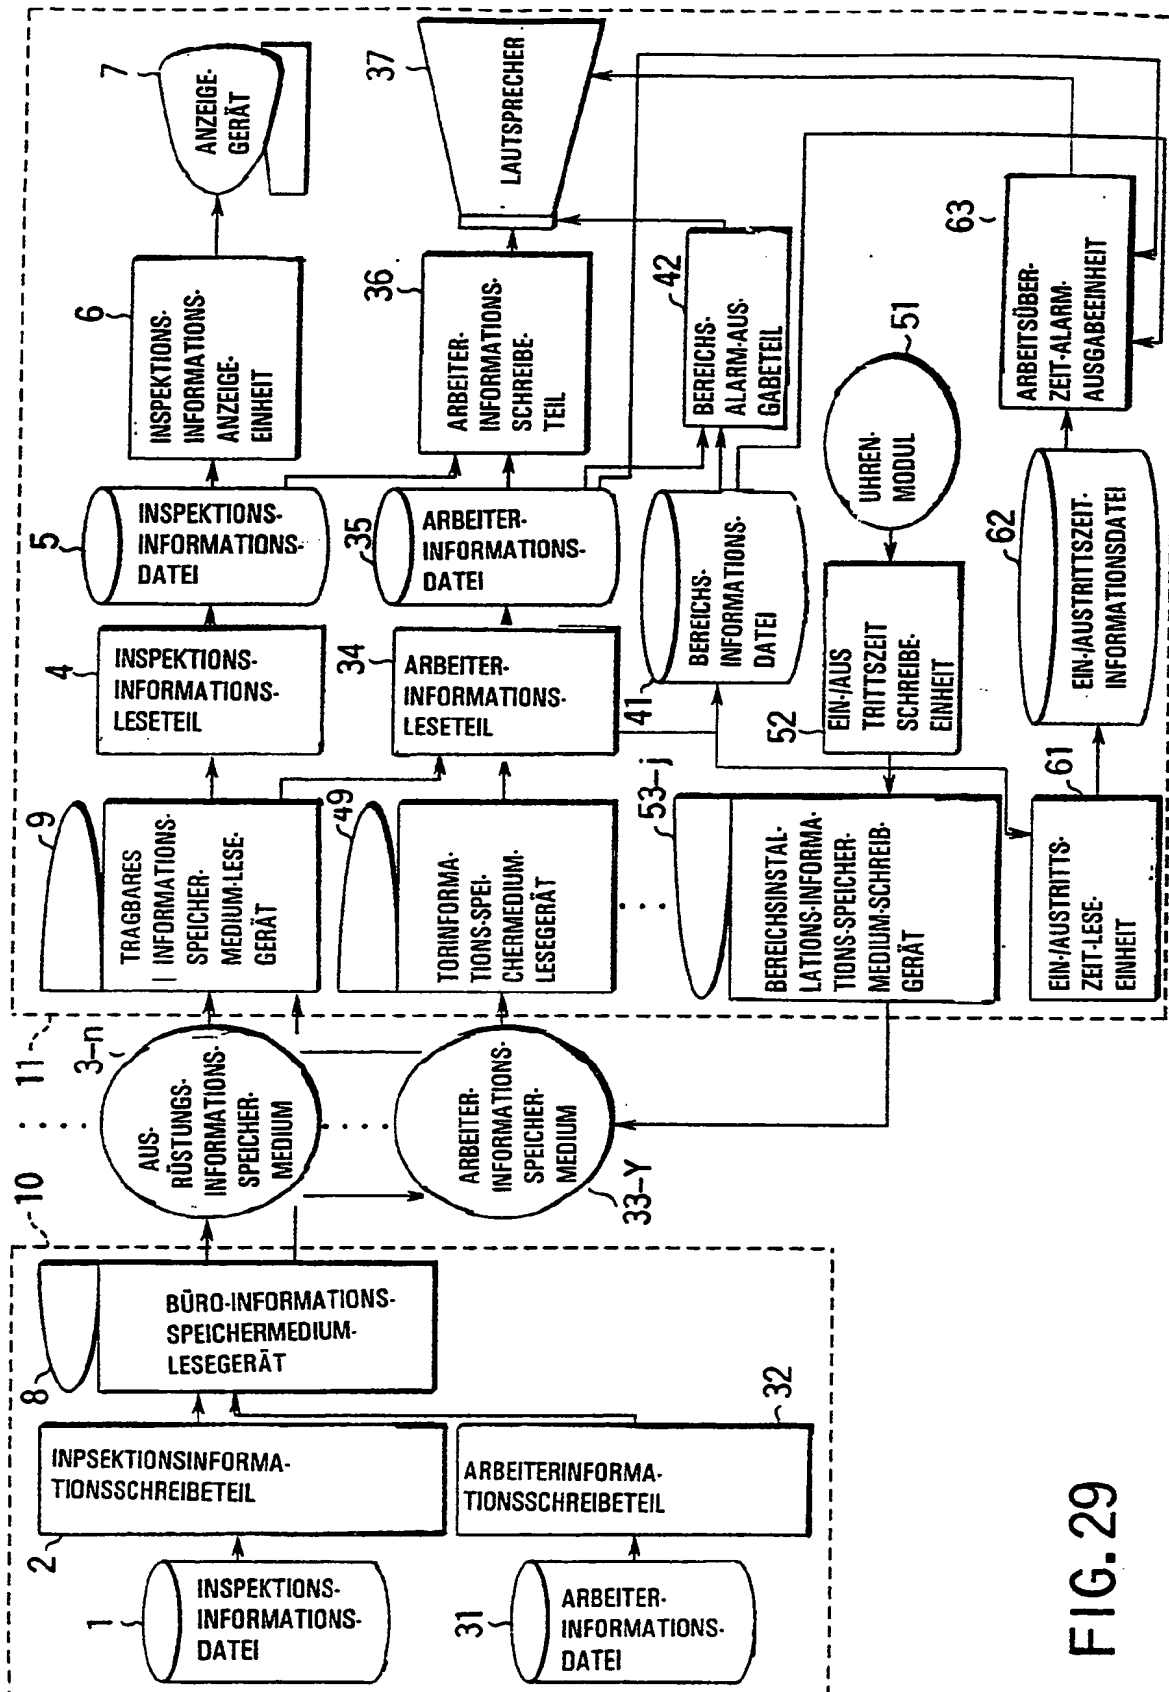 10
8
BÜRO-INFORMATIONS-
SPEICHERMEDIUM-
LESEGERÄT
2
INPSEKTIONSINFORMA-
TIONSSCHREIBETEIL
1
INSPEKTIONS-
INFORMATIONS-
DATEI
32
ARBEITERINFORMA-
TIONSSCHREIBETEIL
31
ARBEITER-
INFORMATIONS-
DATEI
11
3-n
AUS-
RÜSTUNGS-
INFORMATIONS-
SPEICHER-
MEDIUM
ARBEITER
INFORMATIONS-
SPEICHER
MEDIUM
33-Y
9
TRAGBARES
INFORMATIONS-
SPEICHER-
MEDIUM-LESE-
GERÄT
4
INSPEKTIONS-
INFORMATIONS-
LESETEIL
5
INSPEKTIONS-
INFORMATIONS-
DATEI
6
INSPEKTIONS-
INFORMATIONS-
ANZEIGE-
EINHEIT
7
ANZEIGE-
GERÄT
49
TORINFORMA-
TIONS-SPEI-
CHERMEDIUM-
LESEGERÄT
34
ARBEITER-
INFORMATIONS-
LESETEIL
35
ARBEITER-
INFORMATIONS-
DATEI
36
ARBEITER-
INFORMATIONS-
SCHREIBE-
TEIL
37
LAUTSPRECHER
41
BEREICHS-
INFORMATIONS-
DATEI
42
BEREICHS-
ALARM-AUS-
GABETEIL
53-j
BEREICHSINSTAL-
LATIONS-INFORMA-
TIONS-SPEICHER-
MEDIUM-SCHREIB-
GERÄT
52
EIN-/AUS
TRITTSZEIT
SCHREIBE-
EINHEIT
51
UHREN-
MODUL
61
EIN-/AUSTRITTS-
ZEIT-LESE-
EINHEIT
62
EIN-/AUSTRITTSZEIT-
INFORMATIONSDATEI
63
ARBEITSÜBER-
ZEIT-ALARM-
AUSGABEEINHEIT
FIG. 29